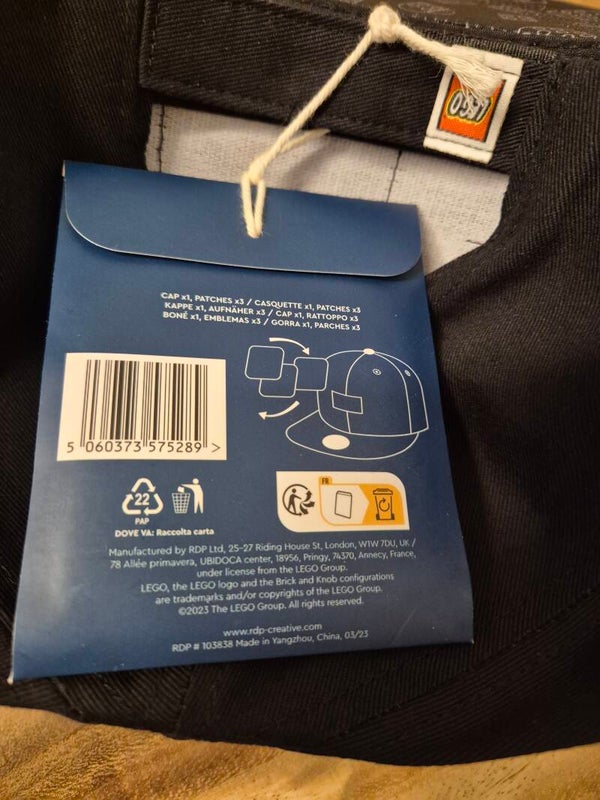 LEGO
CAP x1, PATCHES x3 / CASQUETTE x1, PATCHES x3
KAPPE x1, AUFNÄHER x3 / CAP x1, RATTOPPO x3
BONÉ x1, EMBLEMAS x3 / GORRA x1, PARCHES x3
5 060373 575289 >
22
PAP
DOVE VA: Raccolta carta
FR
Manufactured by RDP Ltd, 25-27 Riding House St, London, W1W 7DU, UK /
78 Allée primavera, UBIDOCA center, 18956, Pringy, 74370, Annecy, France,
under license from the LEGO Group.
LEGO, the LEGO logo and the Brick and Knob configurations
are trademarks and/or copyrights of the LEGO Group.
©2023 The LEGO Group. All rights reserved.
www.rdp-creative.com
RDP # 103838 Made in Yangzhou, China, 03/23